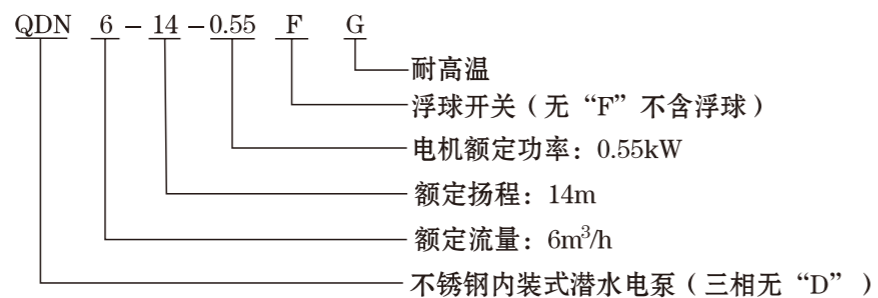 QDN 6 - 14 - 0.55 F G
耐高温
浮球开关（无“F”不含浮球）
电机额定功率：0.55kW
额定扬程：14m
额定流量：6m³/h
不锈钢内装式潜水电泵（三相无“D”）